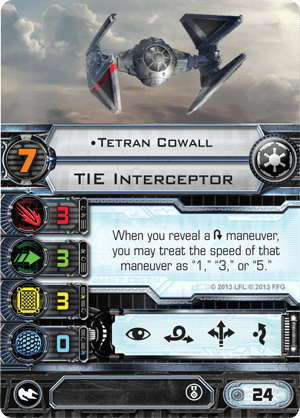 •Tetran Cowall
7
TIE Interceptor
3
3
3
0
When you reveal a maneuver,
you may treat the speed of that
maneuver as “1,” “3,” or “5.”
© 2013 LFL © 2013 FFG
24